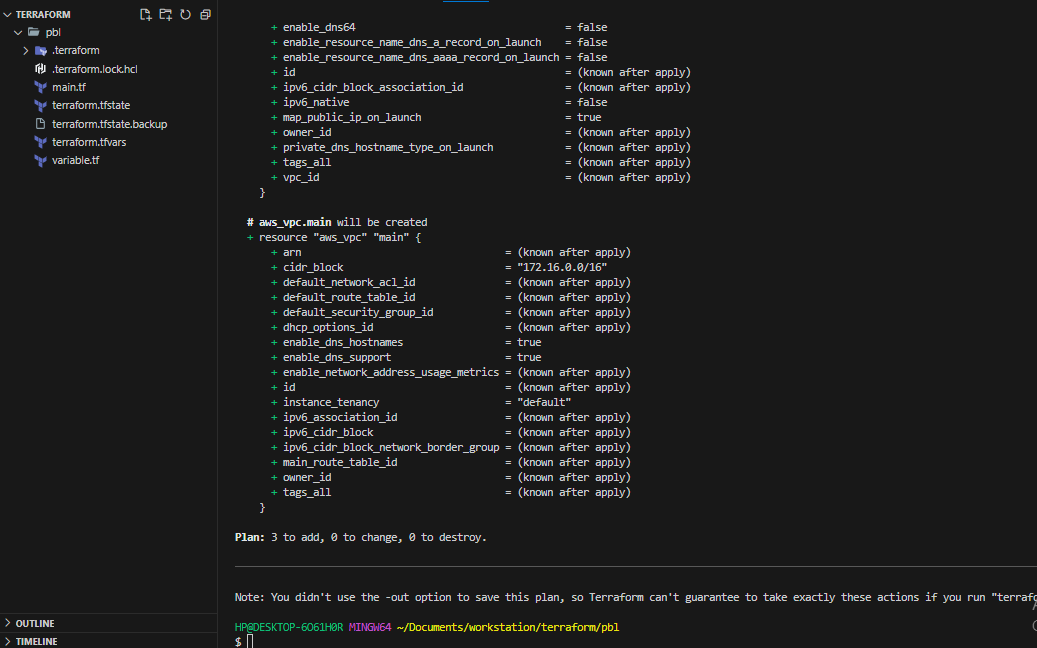 TERRAFORM
pbl
.terraform
.terraform.lock.hcl
main.tf
terraform.tfstate
terraform.tfstate.backup
terraform.tfvars
variable.tf
OUTLINE
TIMELINE
+ enable_dns64 = false
+ enable_resource_name_dns_a_record_on_launch = false
+ enable_resource_name_dns_aaaa_record_on_launch = false
+ id = (known after apply)
+ ipv6_cidr_block_association_id = (known after apply)
+ ipv6_native = false
+ map_public_ip_on_launch = true
+ owner_id = (known after apply)
+ private_dns_hostname_type_on_launch = (known after apply)
+ tags_all = (known after apply)
+ vpc_id = (known after apply)
}
# aws_vpc.main will be created
+ resource "aws_vpc" "main" {
+ arn = (known after apply)
+ cidr_block = "172.16.0.0/16"
+ default_network_acl_id = (known after apply)
+ default_route_table_id = (known after apply)
+ default_security_group_id = (known after apply)
+ dhcp_options_id = (known after apply)
+ enable_dns_hostnames = true
+ enable_dns_support = true
+ enable_network_address_usage_metrics = (known after apply)
+ id = (known after apply)
+ instance_tenancy = "default"
+ ipv6_association_id = (known after apply)
+ ipv6_cidr_block = (known after apply)
+ ipv6_cidr_block_network_border_group = (known after apply)
+ main_route_table_id = (known after apply)
+ owner_id = (known after apply)
+ tags_all = (known after apply)
}
Plan: 3 to add, 0 to change, 0 to destroy.
Note: You didn't use the -out option to save this plan, so Terraform can't guarantee to take exactly these actions if you run "terrafo
HP@DESKTOP-6O61H0R MINGW64 ~/Documents/workstation/terraform/pbl
$